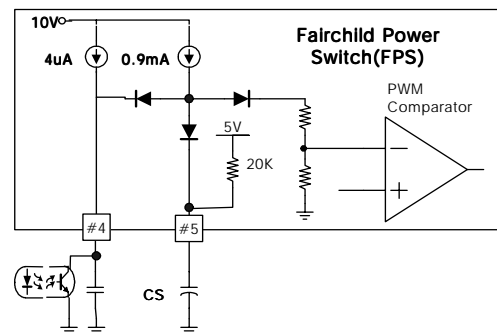 10V
Fairchild Power
Switch(FPS)
4uA
0.9mA
PWM
Comparator
5V
20K
−
+
#4
#5
CS